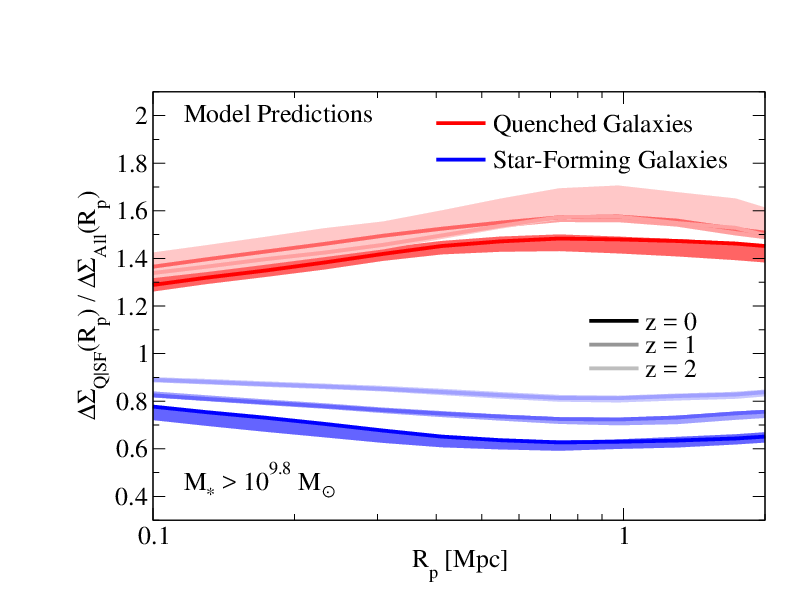 Model Predictions
Quenched Galaxies
Star-Forming Galaxies
z = 0
z = 1
z = 2
M* > 10^9.8 M⊙
ΔΣQ|SF(Rp) / ΔΣAll(Rp)
2
1.8
1.6
1.4
1.2
1
0.8
0.6
0.4
0.1
1
Rp [Mpc]